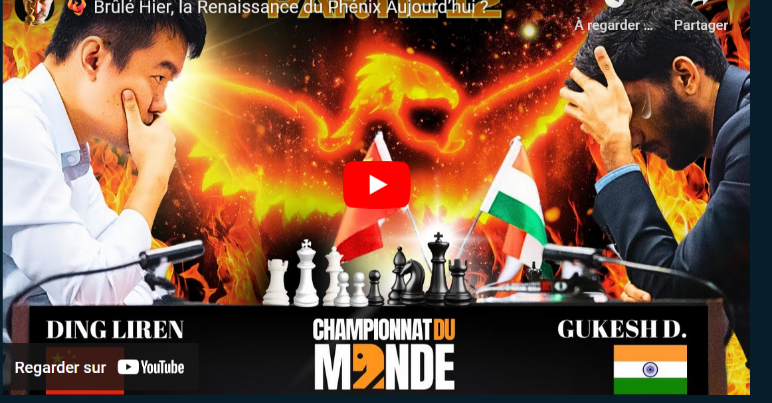 Brûlé Hier, la Renaissance du Phénix Aujourd'hui ?
À regarder ...
Partager
DING LIREN
CHAMPIONNAT DU
MONDE
GUKESH D.
Regarder sur YouTube